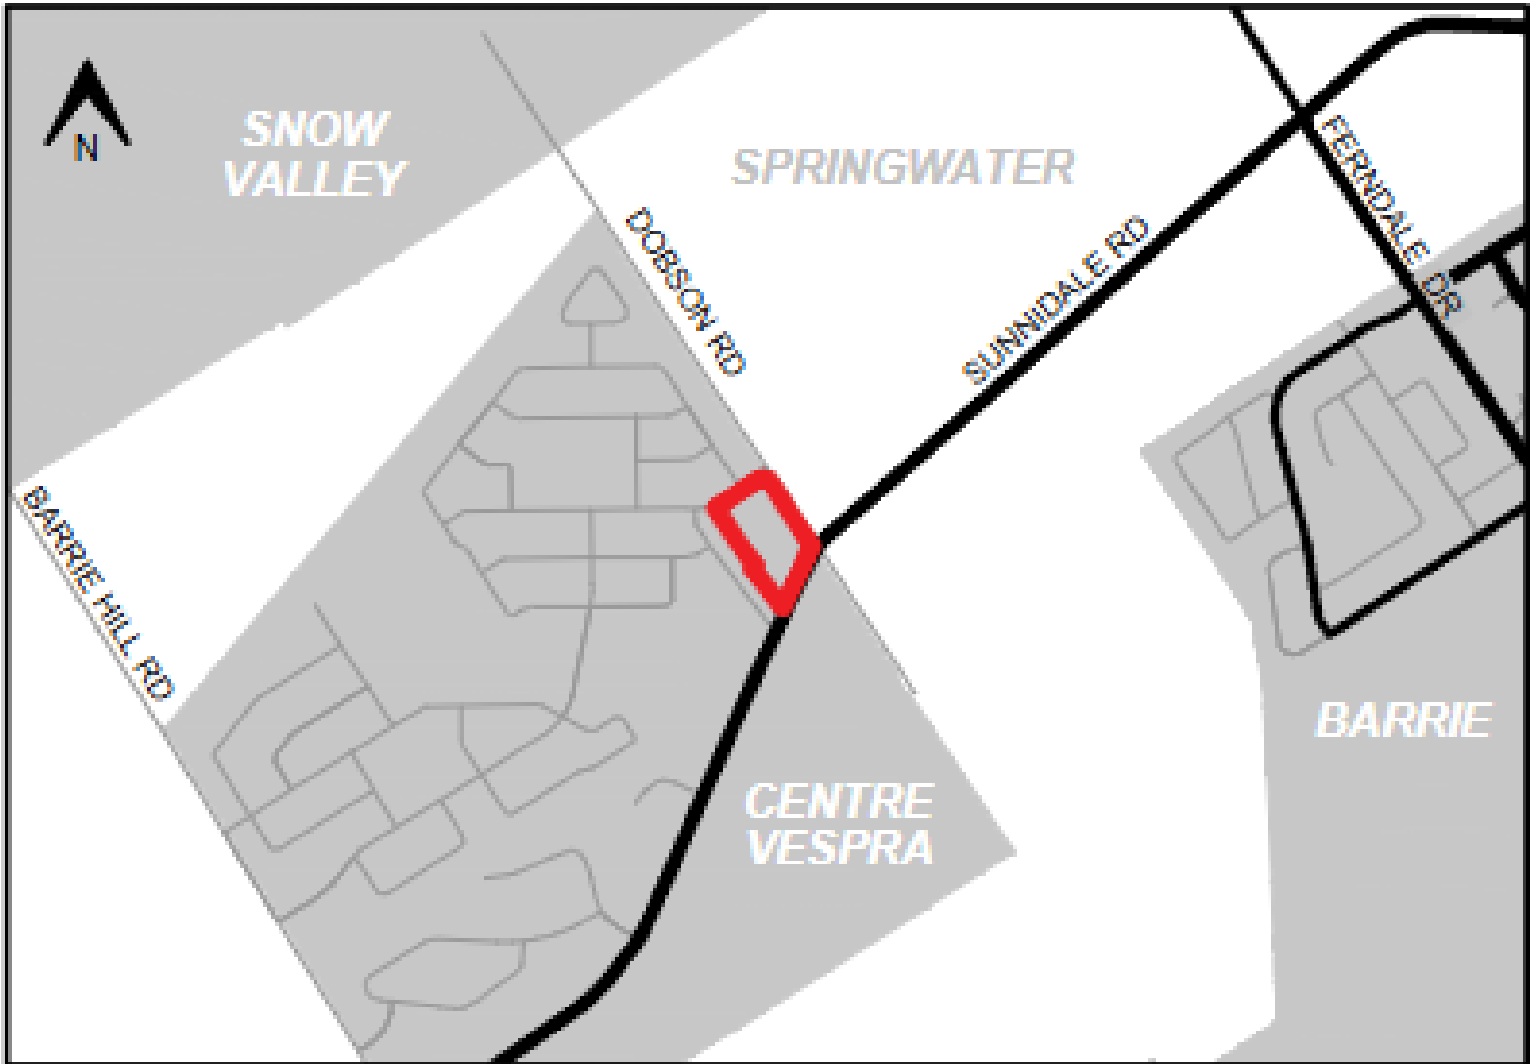 N
SNOW
VALLEY
SPRINGWATER
DOBSON RD
SUNNIDALE RD
FERNDALE DR
BARRIE HILL RD
CENTRE
VESPRA
BARRIE